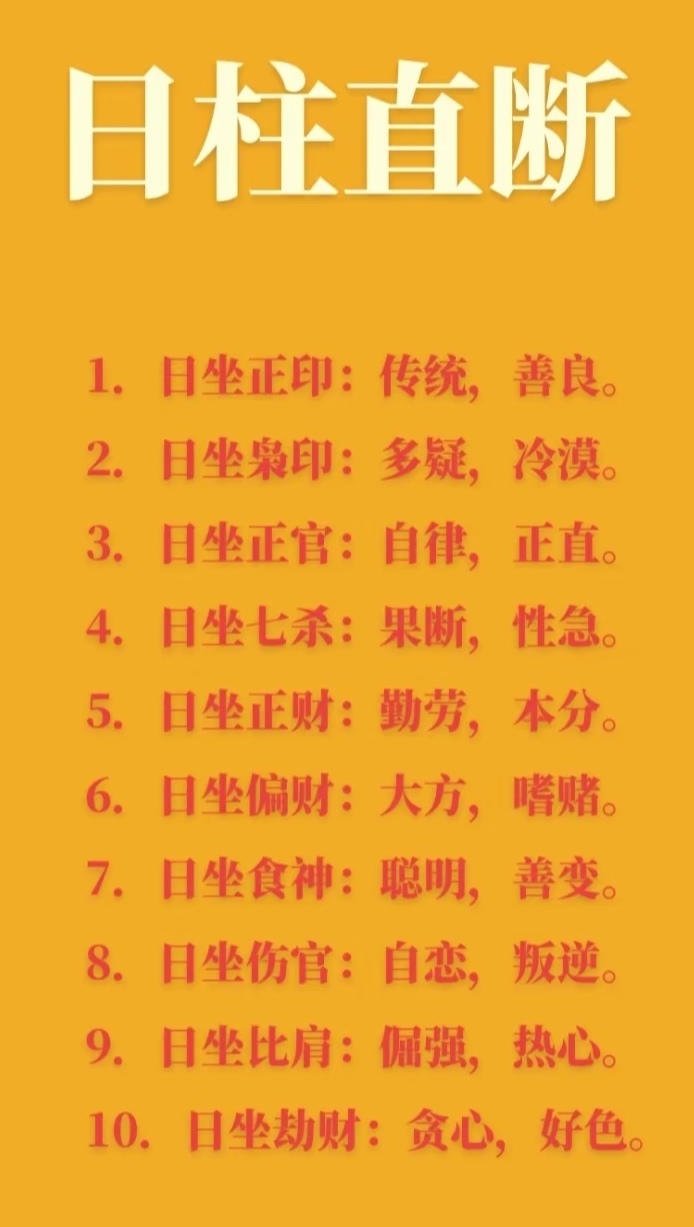 日柱直断
1. 日坐正印：传统，善良。
2. 日坐枭印：多疑，冷漠。
3. 日坐正官：自律，正直。
4. 日坐七杀：果断，性急。
5. 日坐正财：勤劳，本分。
6. 日坐偏财：大方，嗜赌。
7. 日坐食神：聪明，善变。
8. 日坐伤官：自恋，叛逆。
9. 日坐比肩：倔强，热心。
10. 日坐劫财：贪心，好色。